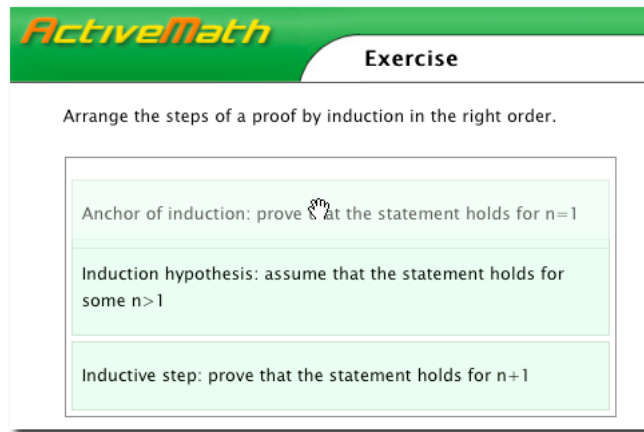 ActiveMath
Exercise
Arrange the steps of a proof by induction in the right order.
Anchor of induction: prove that the statement holds for n=1
Induction hypothesis: assume that the statement holds for
some n>1
Inductive step: prove that the statement holds for n+1